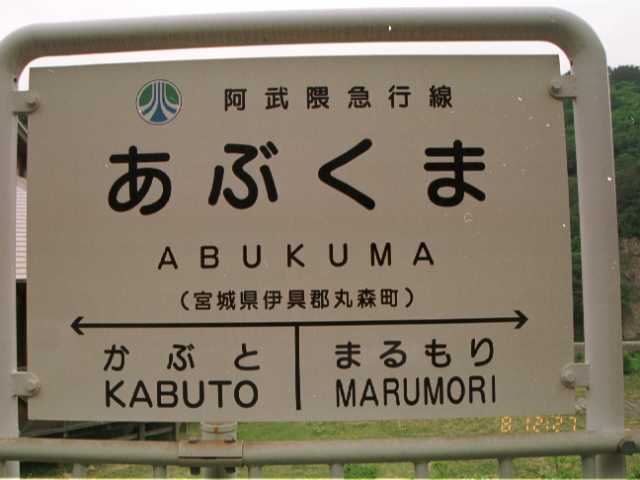 阿武隈急行線
あぶくま
ABUKUMA
(宮城県伊具郡丸森町)
かぶと
まるもり
KABUTO
MARUMORI
8 12:27